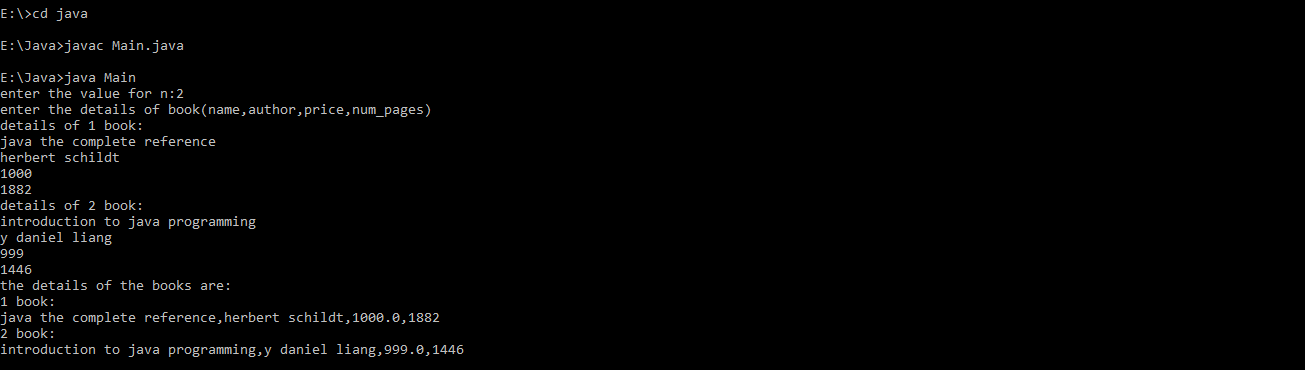 E:\>cd java
E:\Java>javac Main.java
E:\Java>java Main
enter the value for n:2
enter the details of book(name,author,price,num_pages)
details of 1 book:
java the complete reference
herbert schildt
1000
1882
details of 2 book:
introduction to java programming
y daniel liang
999
1446
the details of the books are:
1 book:
java the complete reference,herbert schildt,1000.0,1882
2 book:
introduction to java programming,y daniel liang,999.0,1446